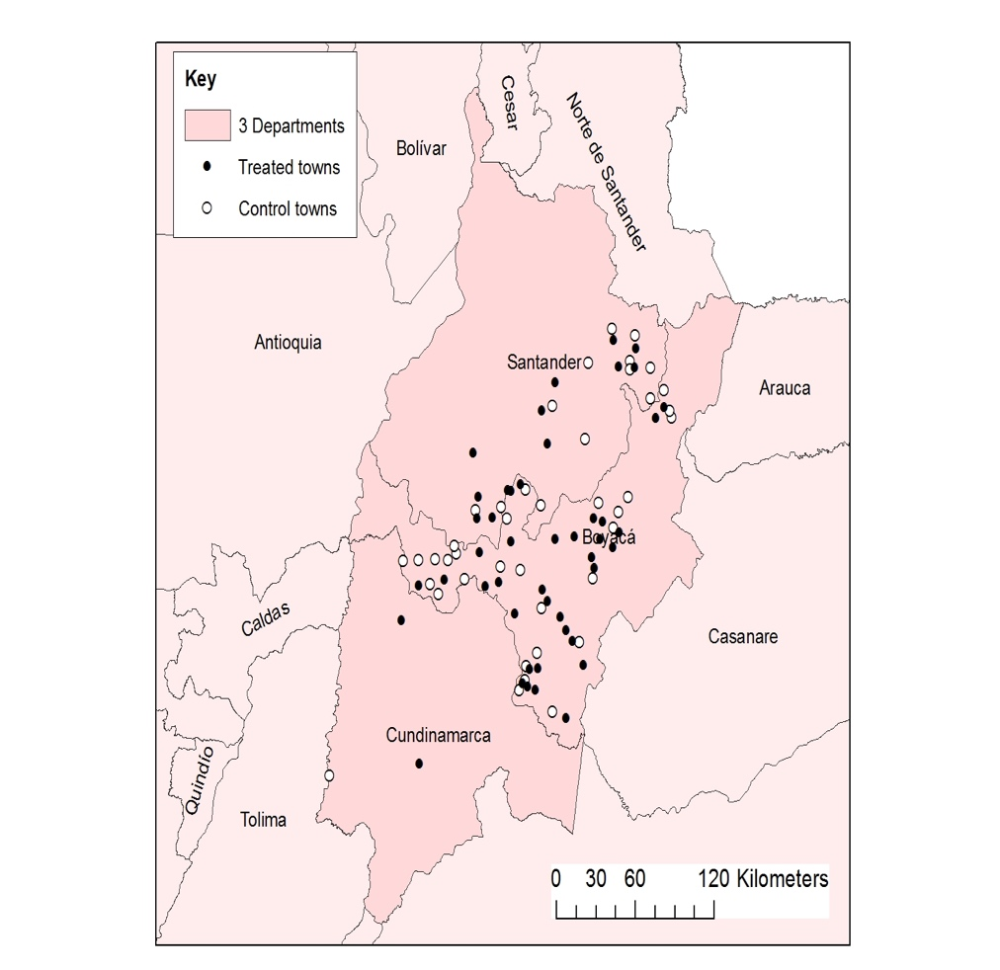 Key
3 Departments
Treated towns
Control towns
Cesar
Norte de Santander
Bolívar
Antioquia
Santander
Arauca
Boyacá
Caldas
Casanare
Cundinamarca
Quindío
Tolima
0 30 60 120 Kilometers